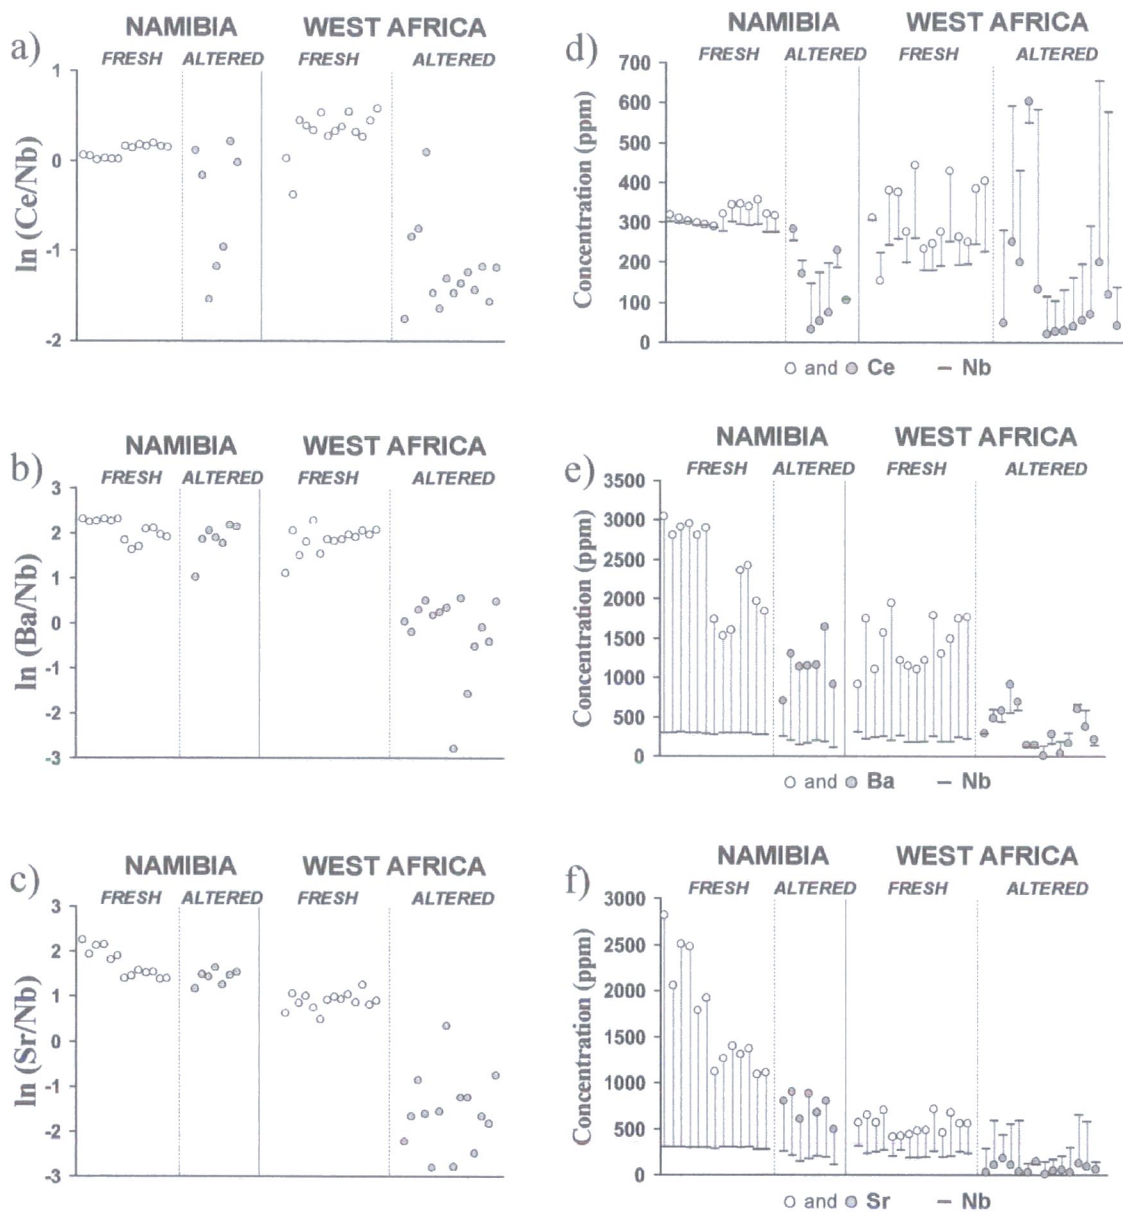 a)
NAMIBIA WEST AFRICA
FRESH ALTERED FRESH ALTERED
ln (Ce/Nb)
1
0
-1
-2
d)
NAMIBIA WEST AFRICA
FRESH ALTERED FRESH ALTERED
Concentration (ppm)
700
600
500
400
300
200
100
0
and Ce – Nb
b)
NAMIBIA WEST AFRICA
FRESH ALTERED FRESH ALTERED
ln (Ba/Nb)
3
2
1
0
-1
-2
-3
e)
NAMIBIA WEST AFRICA
FRESH ALTERED FRESH ALTERED
Concentration (ppm)
3500
3000
2500
2000
1500
1000
500
0
and Ba – Nb
c)
NAMIBIA WEST AFRICA
FRESH ALTERED FRESH ALTERED
ln (Sr/Nb)
3
2
1
0
-1
-2
-3
f)
NAMIBIA WEST AFRICA
FRESH ALTERED FRESH ALTERED
Concentration (ppm)
3000
2500
2000
1500
1000
500
0
and Sr – Nb